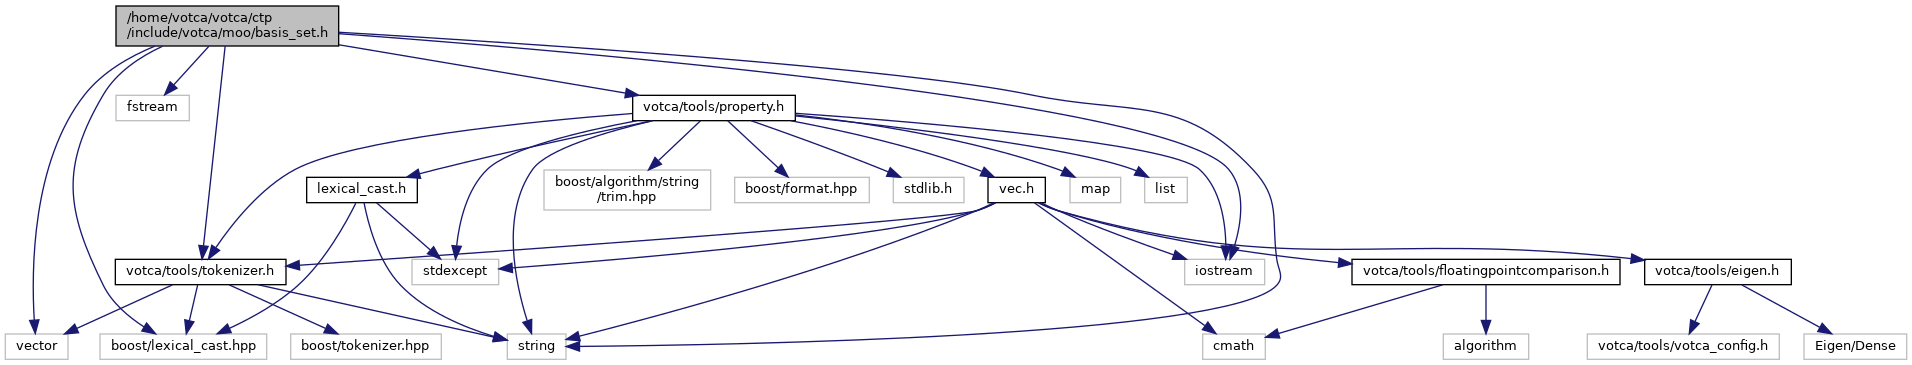 /home/votca/votca/ctp
/include/votca/moo/basis_set.h
fstream
votca/tools/property.h
lexical_cast.h
boost/algorithm/string
/trim.hpp
boost/format.hpp
stdlib.h
vec.h
map
list
votca/tools/tokenizer.h
stdexcept
iostream
votca/tools/floatingpointcomparison.h
votca/tools/eigen.h
vector
boost/lexical_cast.hpp
boost/tokenizer.hpp
string
cmath
algorithm
votca/tools/votca_config.h
Eigen/Dense